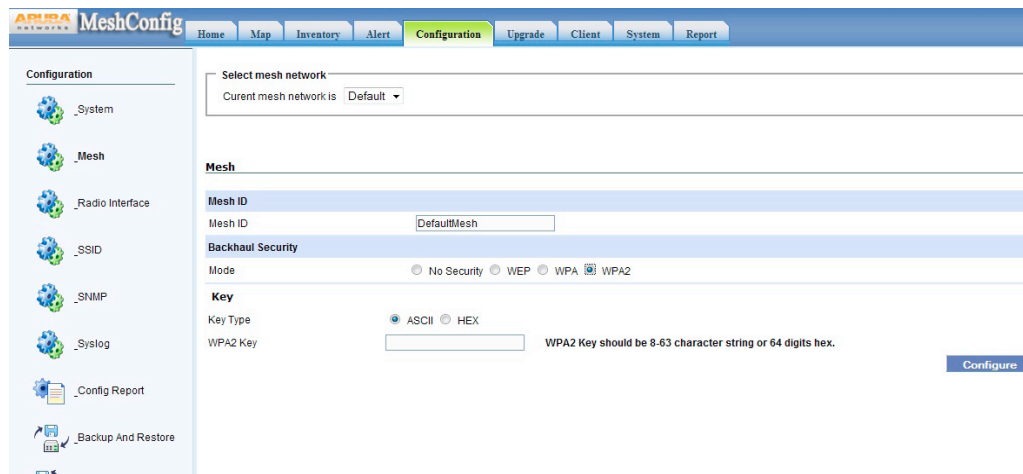 ARUBA networks MeshConfig
Home Map Inventory Alert Configuration Upgrade Client System Report
Configuration
_System
_Mesh
_Radio Interface
_SSID
_SNMP
_Syslog
_Config Report
_Backup And Restore
Select mesh network
Curent mesh network is Default
Mesh
Mesh ID
Mesh ID DefaultMesh
Backhaul Security
Mode No Security WEP WPA WPA2
Key
Key Type ASCII HEX
WPA2 Key WPA2 Key should be 8-63 character string or 64 digits hex.
Configure